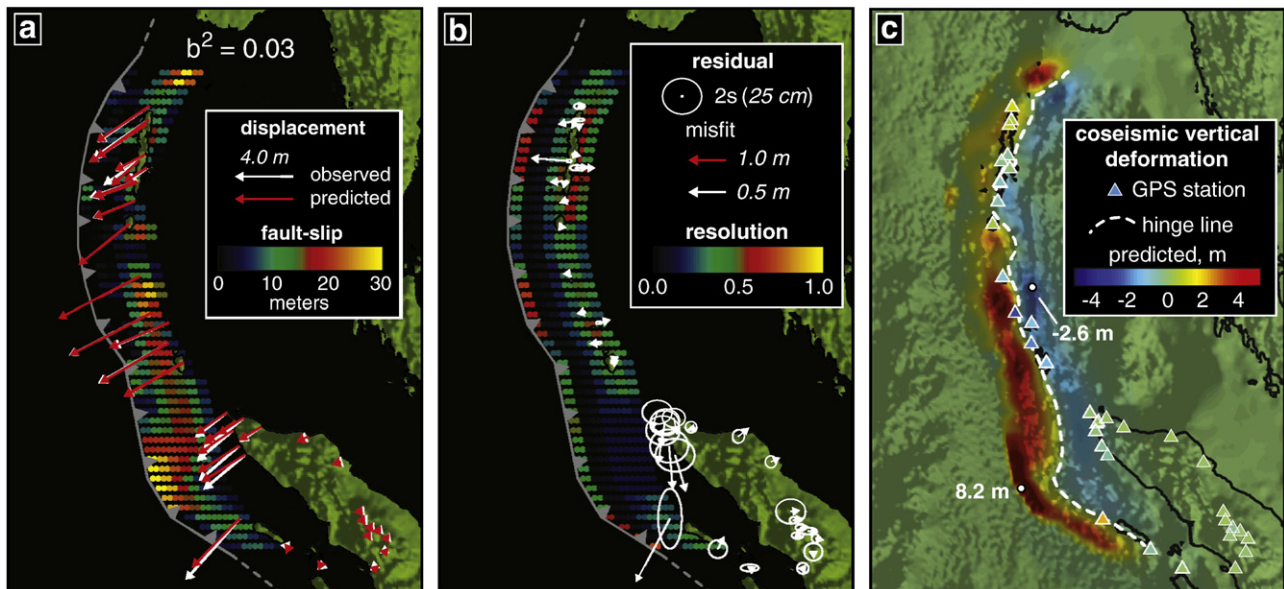 a
b² = 0.03
displacement
4.0 m
observed
predicted
fault-slip
0 10 20 30
meters
b
residual
2s (25 cm)
misfit
1.0 m
0.5 m
resolution
0.0 0.5 1.0
c
coseismic vertical
deformation
GPS station
hinge line
predicted, m
-4 -2 0 2 4
-2.6 m
8.2 m